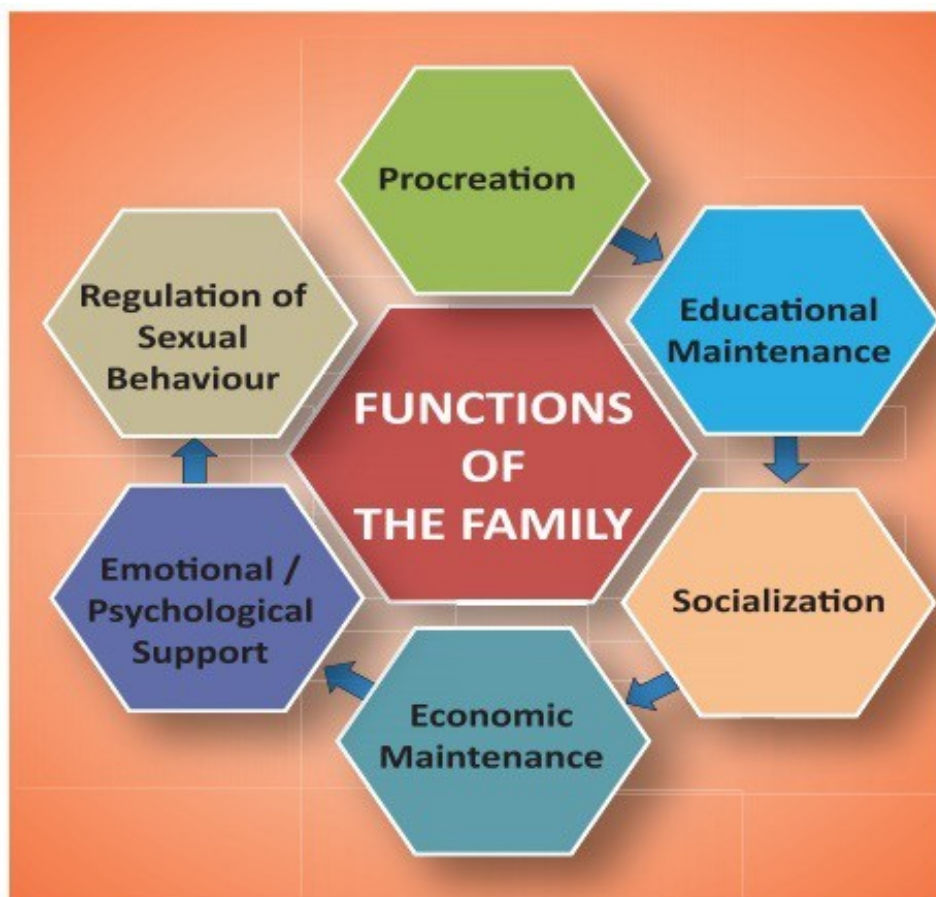 Procreation
Educational
Maintenance
Socialization
Economic
Maintenance
Emotional /
Psychological
Support
Regulation of
Sexual
Behaviour
FUNCTIONS
OF
THE FAMILY